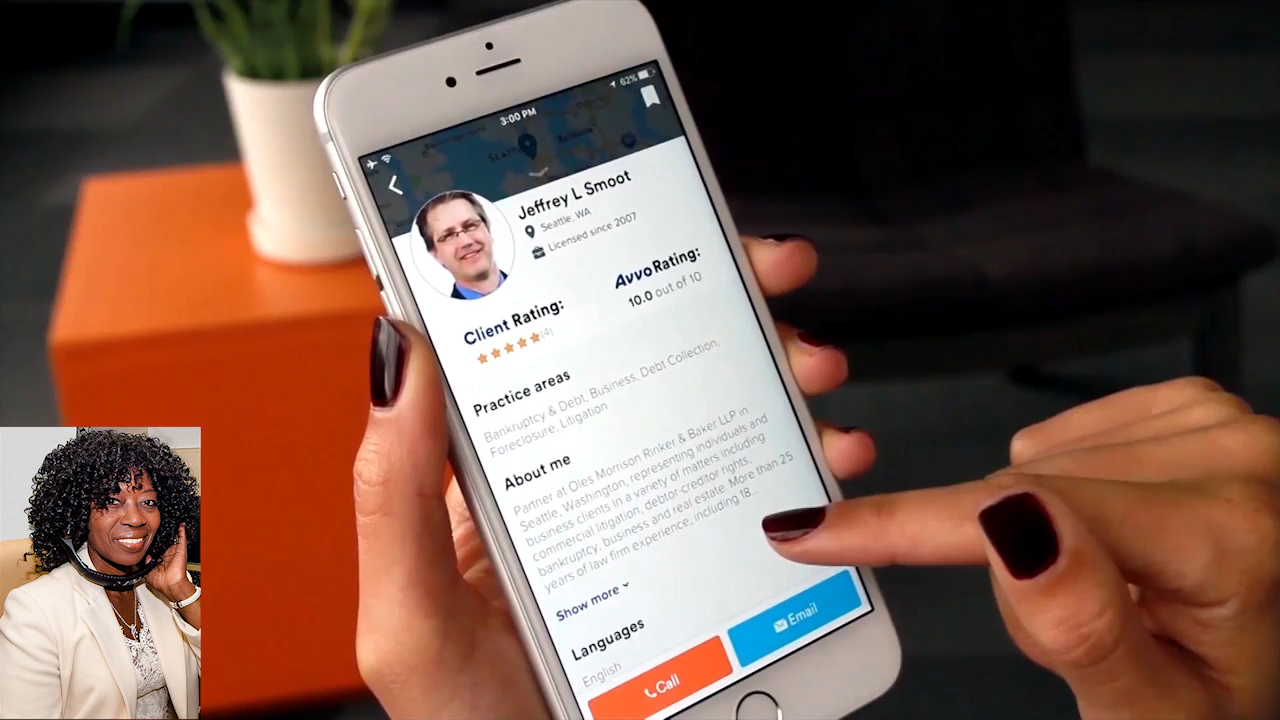 3:00 PM
62%
SEATTLE
Jeffrey L Smoot
Seattle, WA
Licensed since 2007
Client Rating:
(4)
Avvo Rating:
10.0 out of 10
Practice areas
Bankruptcy & Debt, Business, Debt Collection,
Foreclosure, Litigation
About me
Partner at Oles Morrison Rinker & Baker LLP in
Seattle, Washington, representing individuals and
business clients in a variety of matters including
commercial litigation, debtor-creditor rights,
bankruptcy, business and real estate. More than 25
years of law firm experience, including 18...
Show more
Languages
English
Call
Email